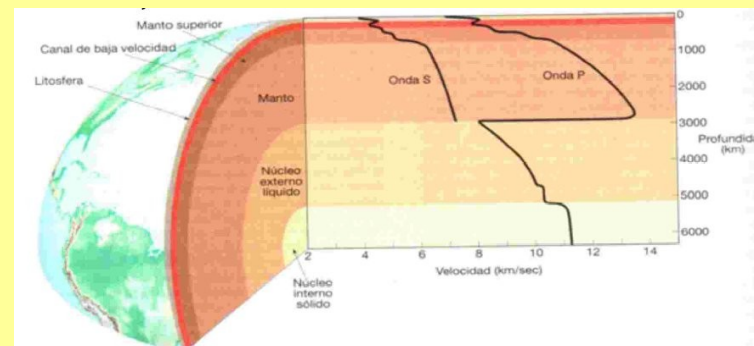 Manto superior
Canal de baja velocidad
Litosfera
Manto
Núcleo
externo
líquido
Núcleo
interno
sólido
Onda S
Onda P
0
1000
2000
3000
4000
5000
6000
Profundida
(km)
2
4
6
8
10
12
14
Velocidad (km/sec)